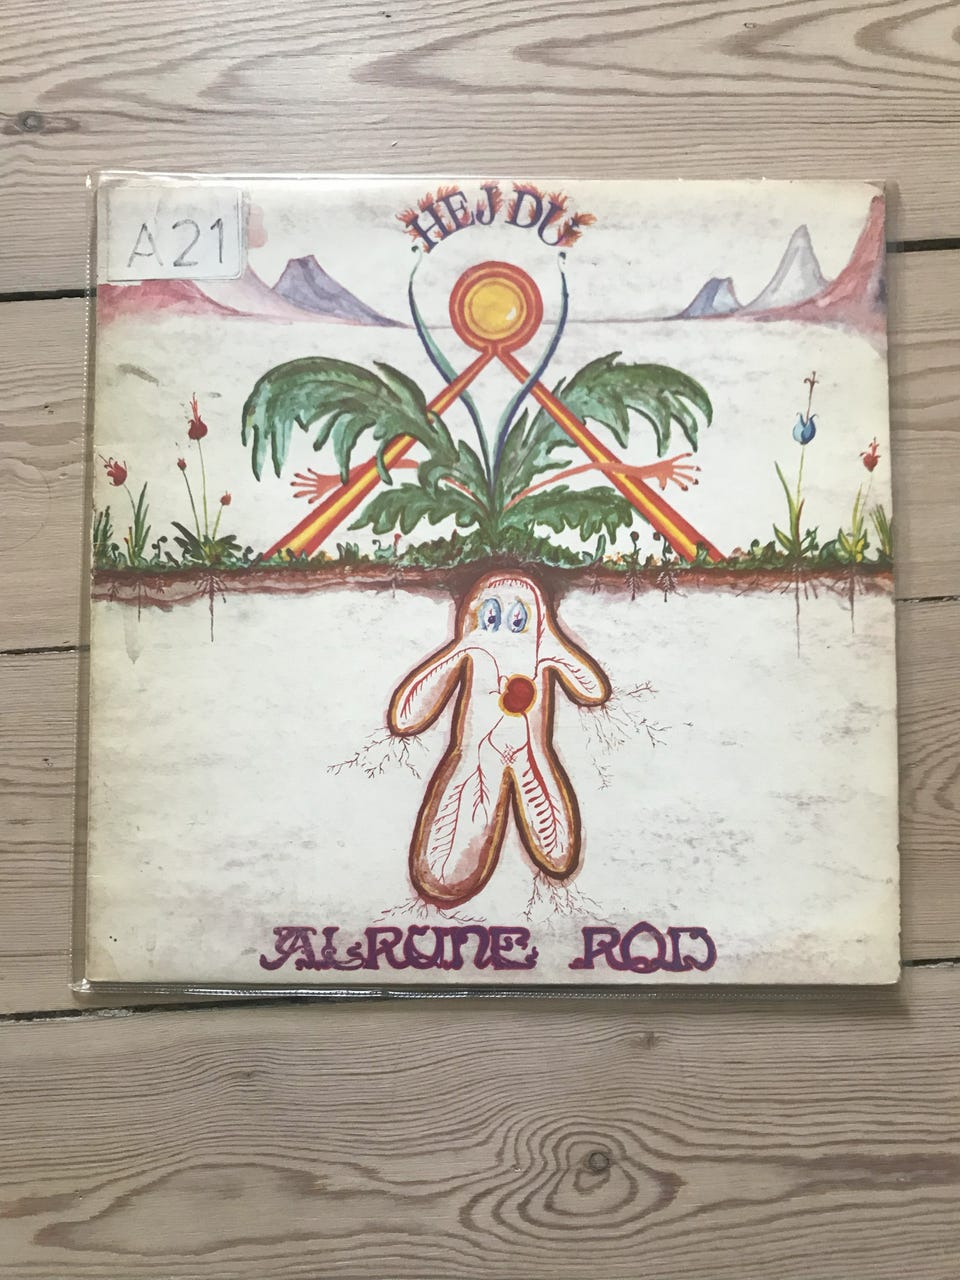 HEJ DU
A21
ALRUNE ROD